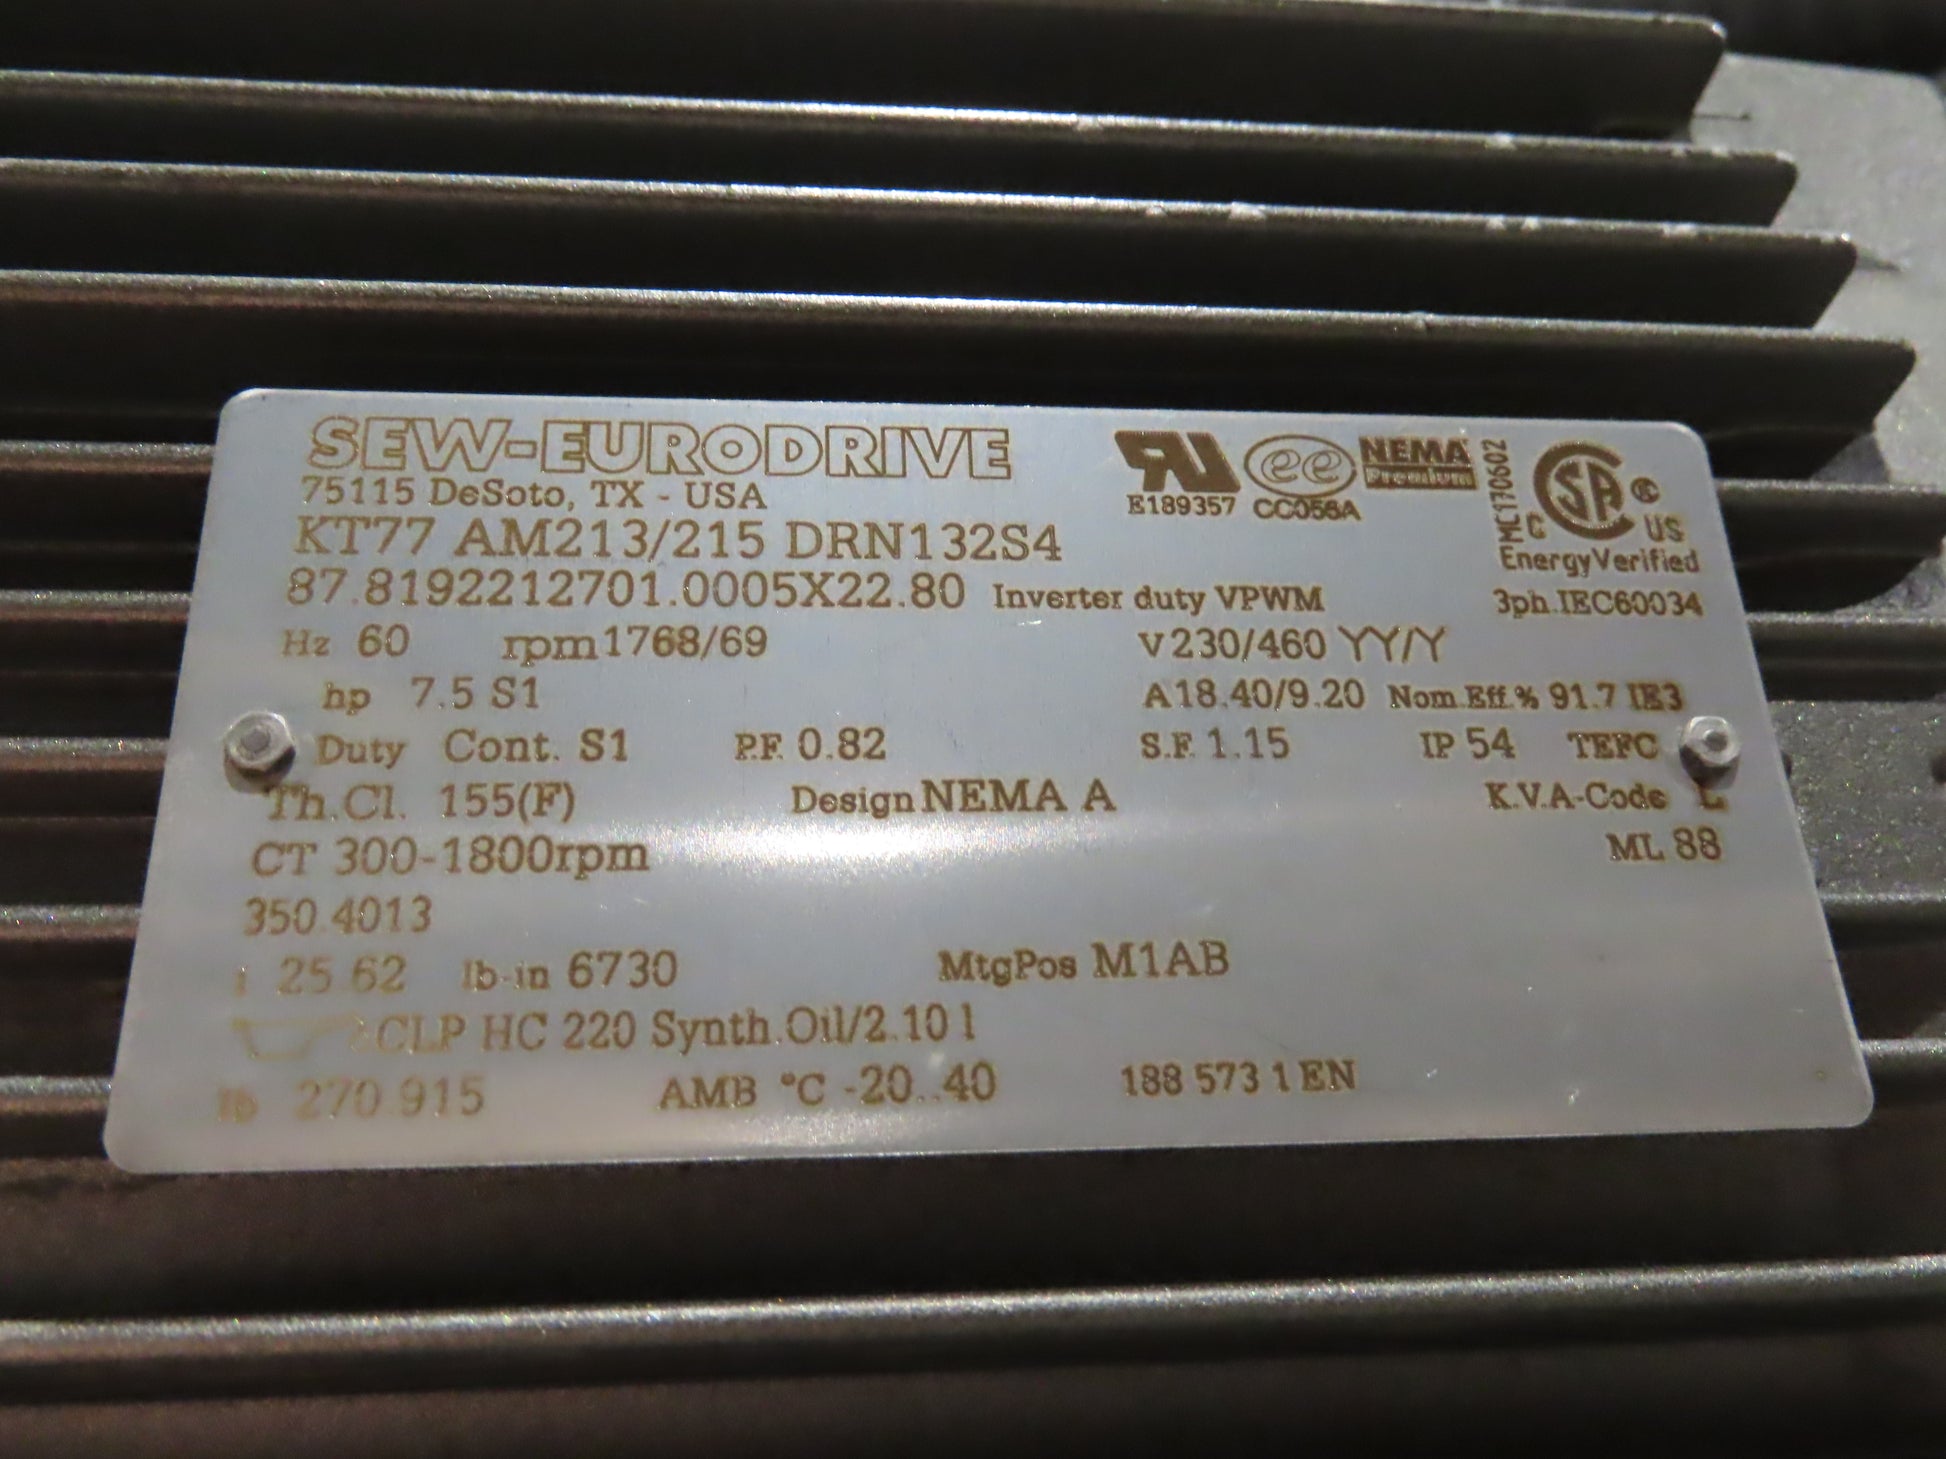 SEW-EURODRIVE
75115 DeSoto, TX - USA
UR
E189357
ee
CC056A
NEMA
Premium
MC170602
CSA ®
C US
EnergyVerified
KT77 AM213/215 DRN132S4
87.8192212701.0005X22.80 Inverter duty VPWM 3ph.IEC60034
Hz 60 rpm 1768/69 V 230/460 YY/Y
hp 7.5 S1 A 18.40/9.20 Nom.Eff.% 91.7 IE3
Duty Cont. S1 P.F. 0.82 S.F. 1.15 IP 54 TEFC
Th.Cl. 155(F) Design NEMA A K.V.A-Code
CT 300-1800rpm ML 88
350.4013
i 25.62 lb-in 6730 MtgPos M1AB
CLP HC 220 Synth.Oil/2.10 l
lb 270.915 AMB °C -20..40 188 573 1 EN